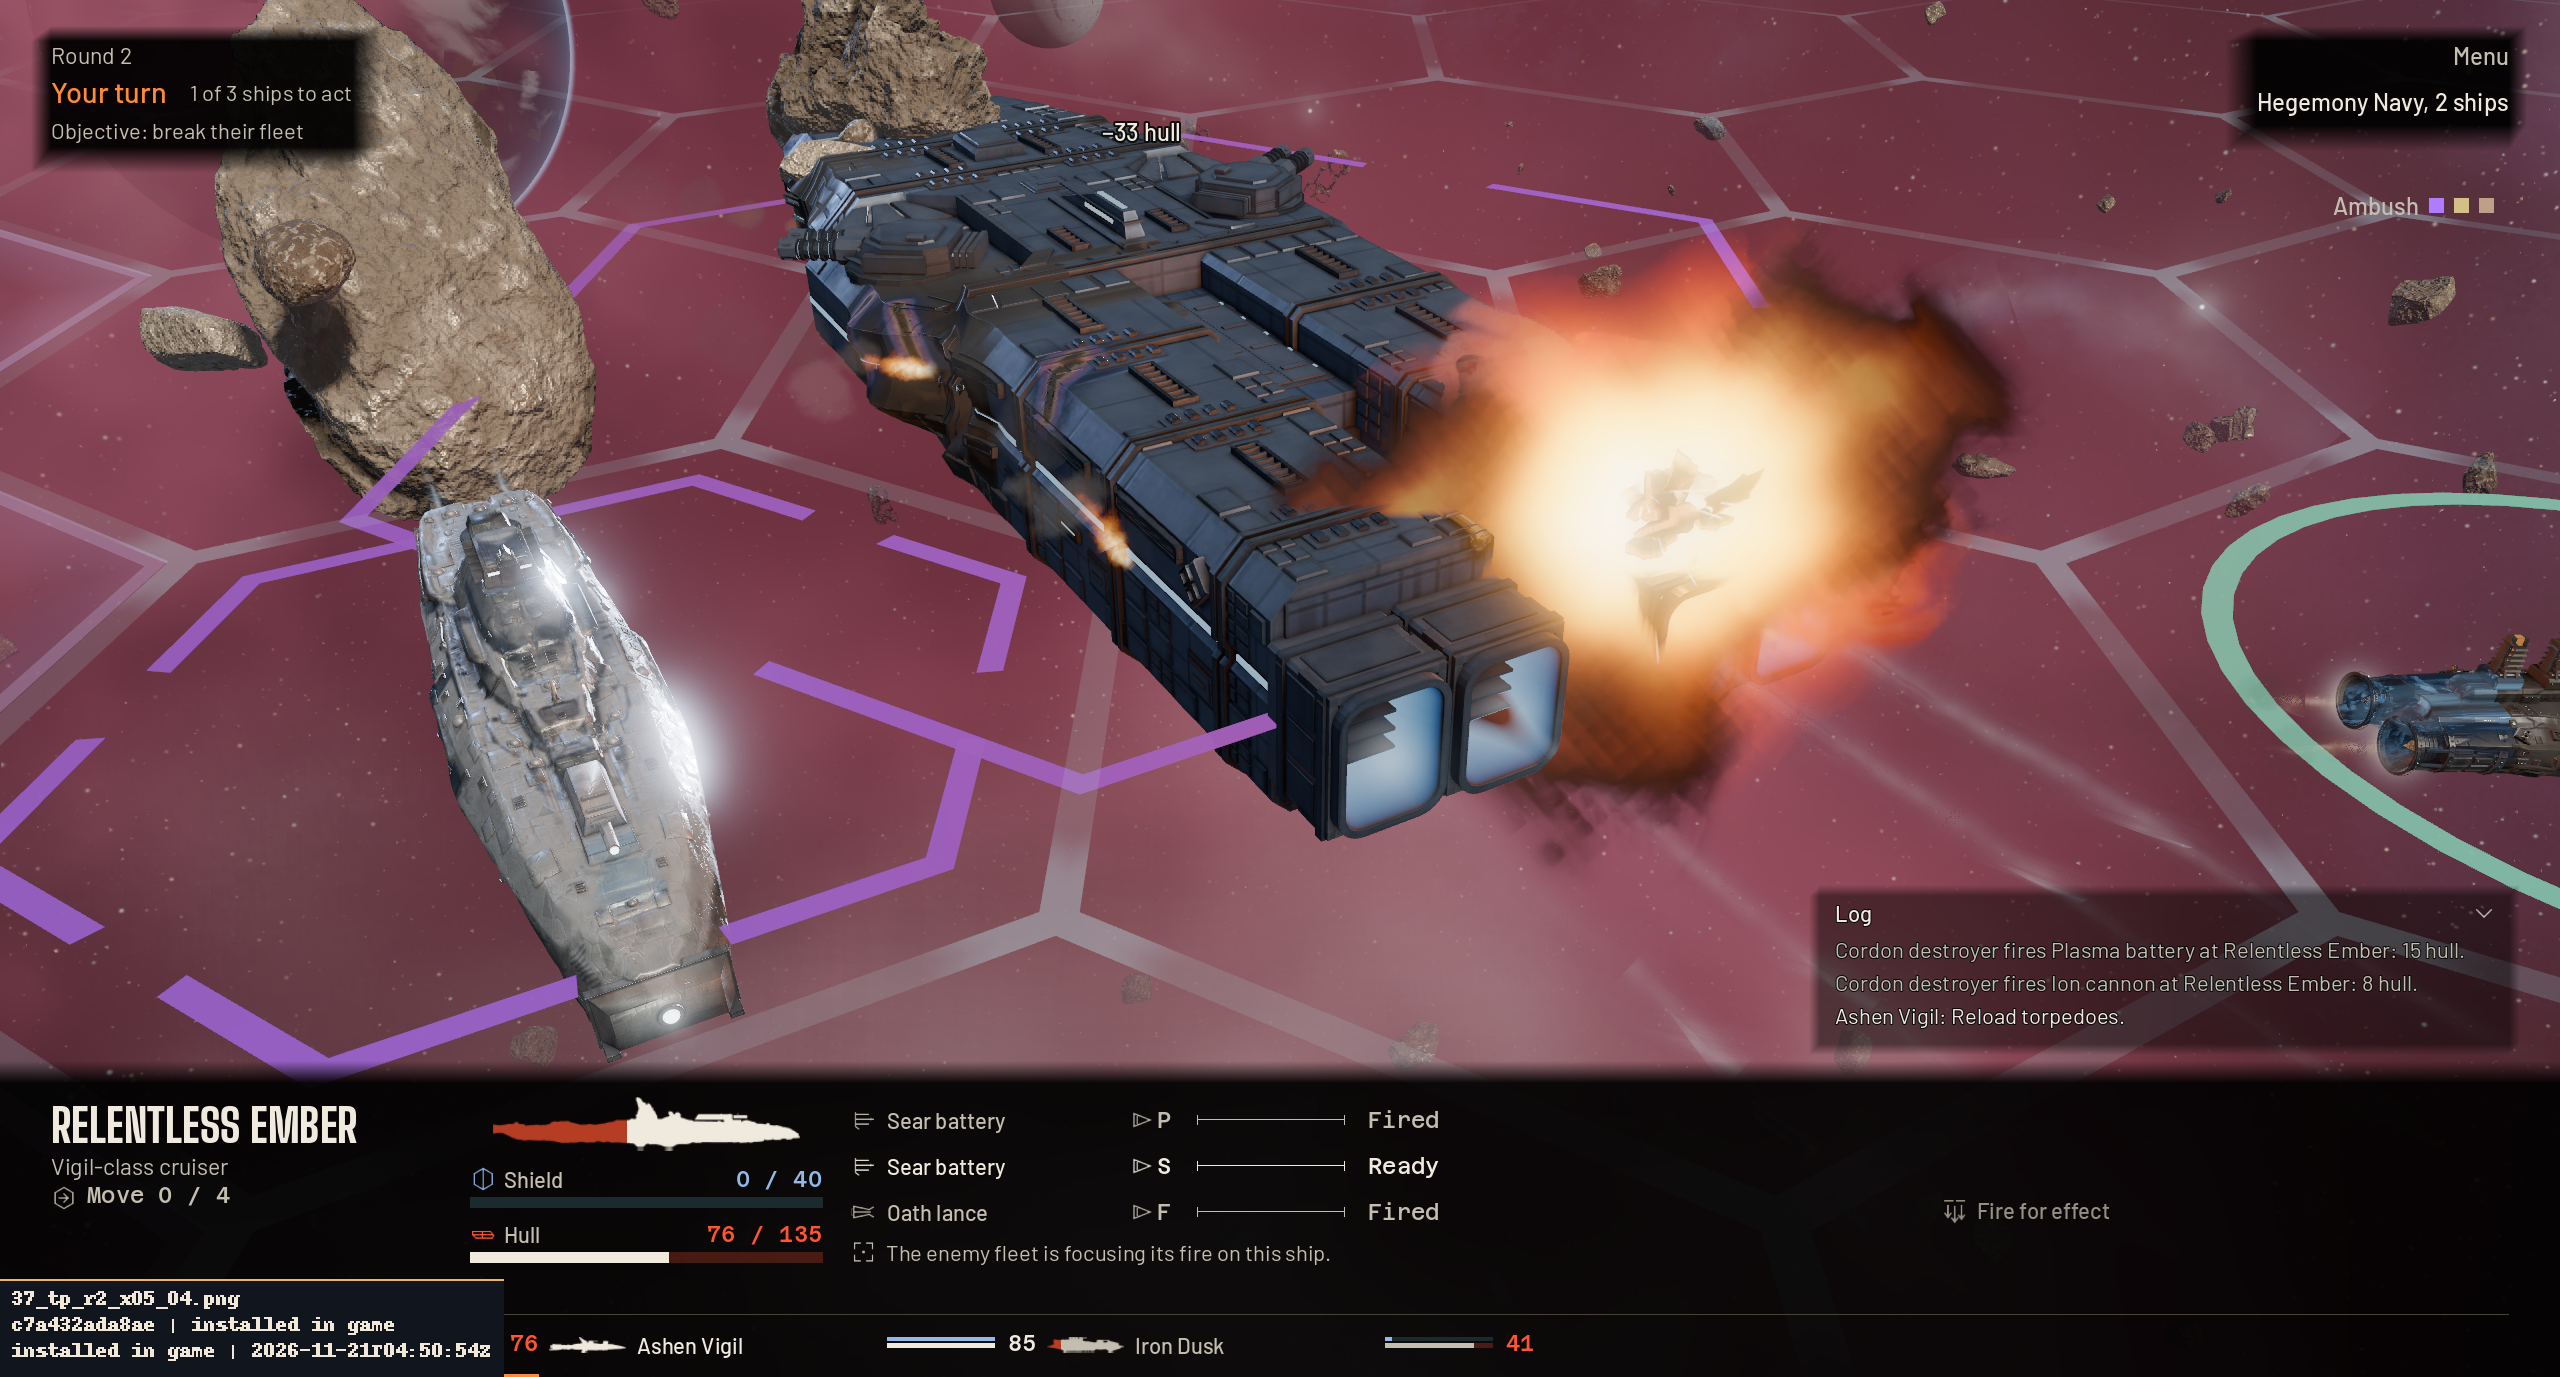 Round 2
Your turn 1 of 3 ships to act
Objective: break their fleet
Menu
Hegemony Navy, 2 ships
Ambush
-33 hull
Log
Cordon destroyer fires Plasma battery at Relentless Ember: 15 hull.
Cordon destroyer fires Ion cannon at Relentless Ember: 8 hull.
Ashen Vigil: Reload torpedoes.
RELENTLESS EMBER
Vigil-class cruiser
Move 0 / 4
Shield 0 / 40
Hull 76 / 135
Sear battery P Fired
Sear battery S Ready
Oath lance F Fired
The enemy fleet is focusing its fire on this ship.
Fire for effect
37_tp_r2_x05_04.png
c7a432ada8ae | installed in game
installed in game | 2026-11-21T04:50:54Z
76 Ashen Vigil 85 Iron Dusk 41